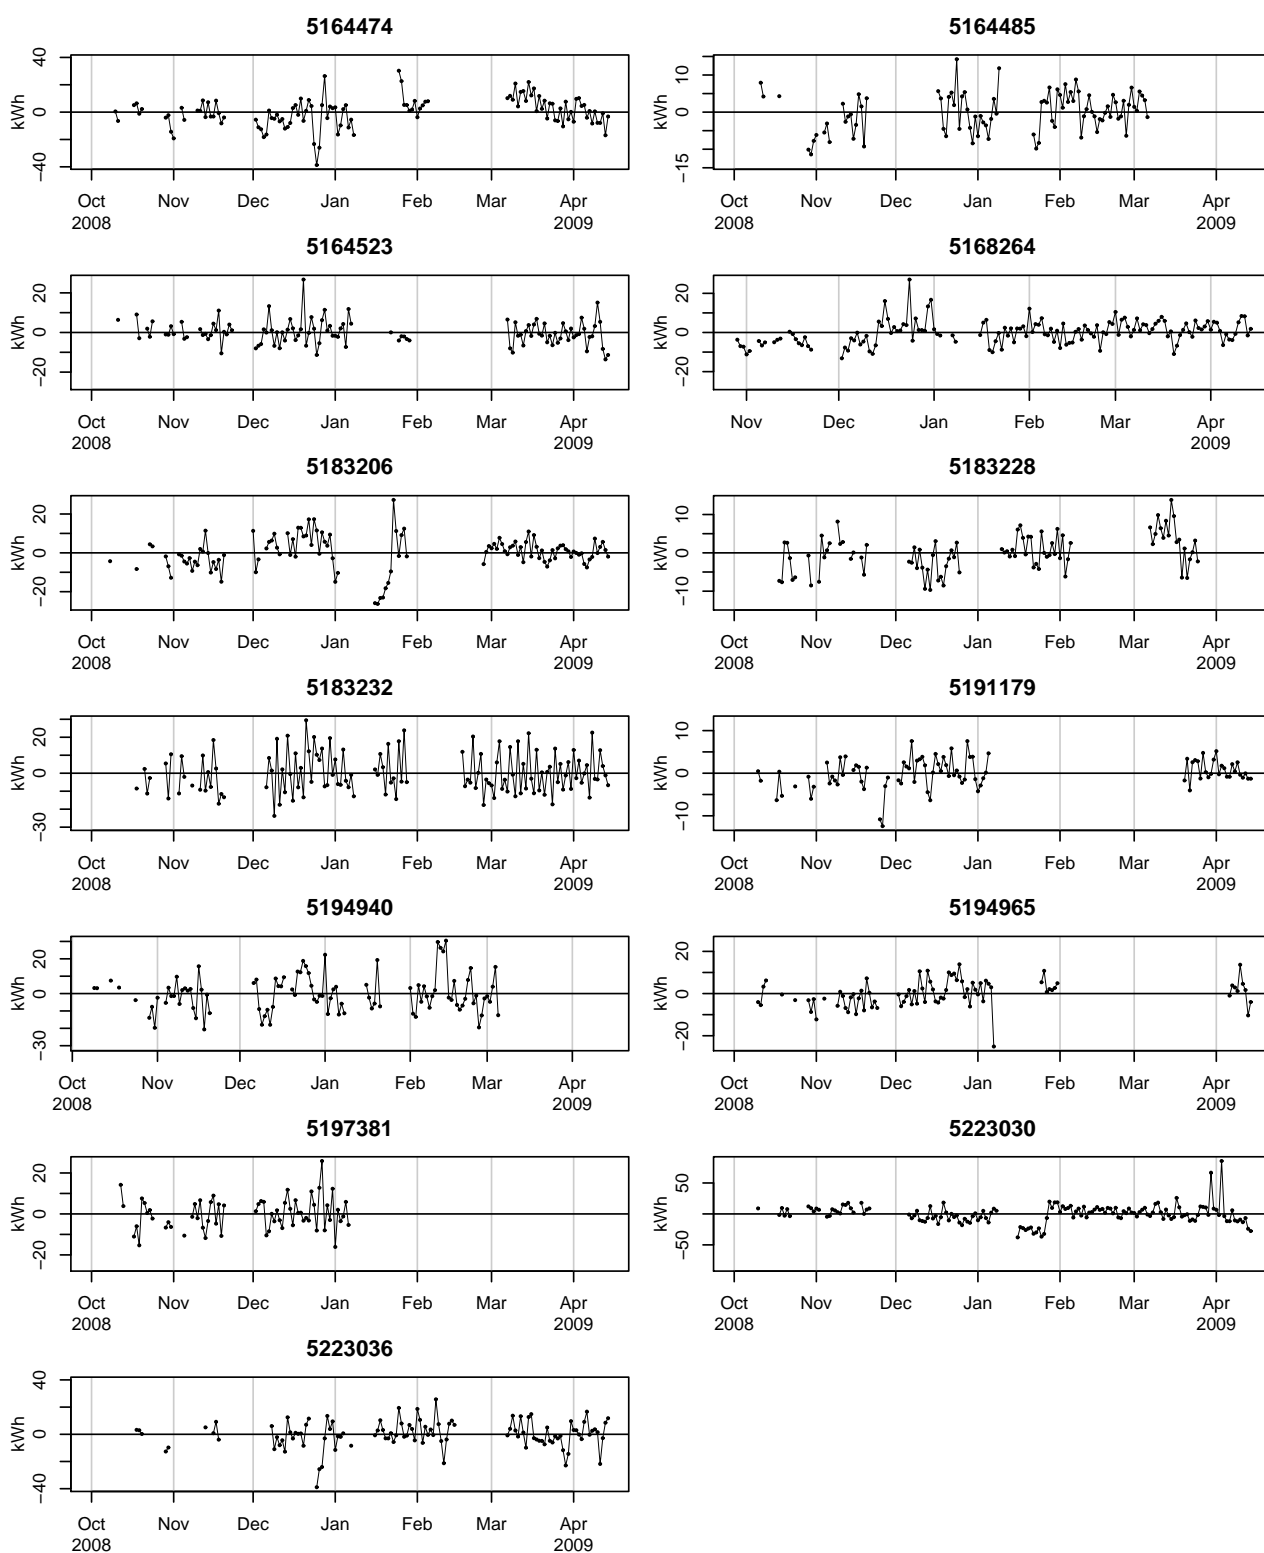 5164474
kWh
40
0
−40
Oct Nov Dec Jan Feb Mar Apr
2008 2009
5164485
kWh
10
0
−15
Oct Nov Dec Jan Feb Mar Apr
2008 2009
5164523
kWh
20
0
−20
Oct Nov Dec Jan Feb Mar Apr
2008 2009
5168264
kWh
20
0
−20
Nov Dec Jan Feb Mar Apr
2009
5183206
kWh
20
0
−20
Oct Nov Dec Jan Feb Mar Apr
2008 2009
5183228
kWh
10
0
−10
Oct Nov Dec Jan Feb Mar Apr
2008 2009
5183232
kWh
20
0
−30
Oct Nov Dec Jan Feb Mar Apr
2008 2009
5191179
kWh
10
0
−10
Oct Nov Dec Jan Feb Mar Apr
2008 2009
5194940
kWh
20
0
−30
Oct Nov Dec Jan Feb Mar Apr
2008 2009
5194965
kWh
20
0
−20
Oct Nov Dec Jan Feb Mar Apr
2008 2009
5197381
kWh
20
0
−20
Oct Nov Dec Jan Feb Mar Apr
2008 2009
5223030
kWh
50
0
−50
Oct Nov Dec Jan Feb Mar Apr
2008 2009
5223036
kWh
40
0
−40
Oct Nov Dec Jan Feb Mar Apr
2008 2009